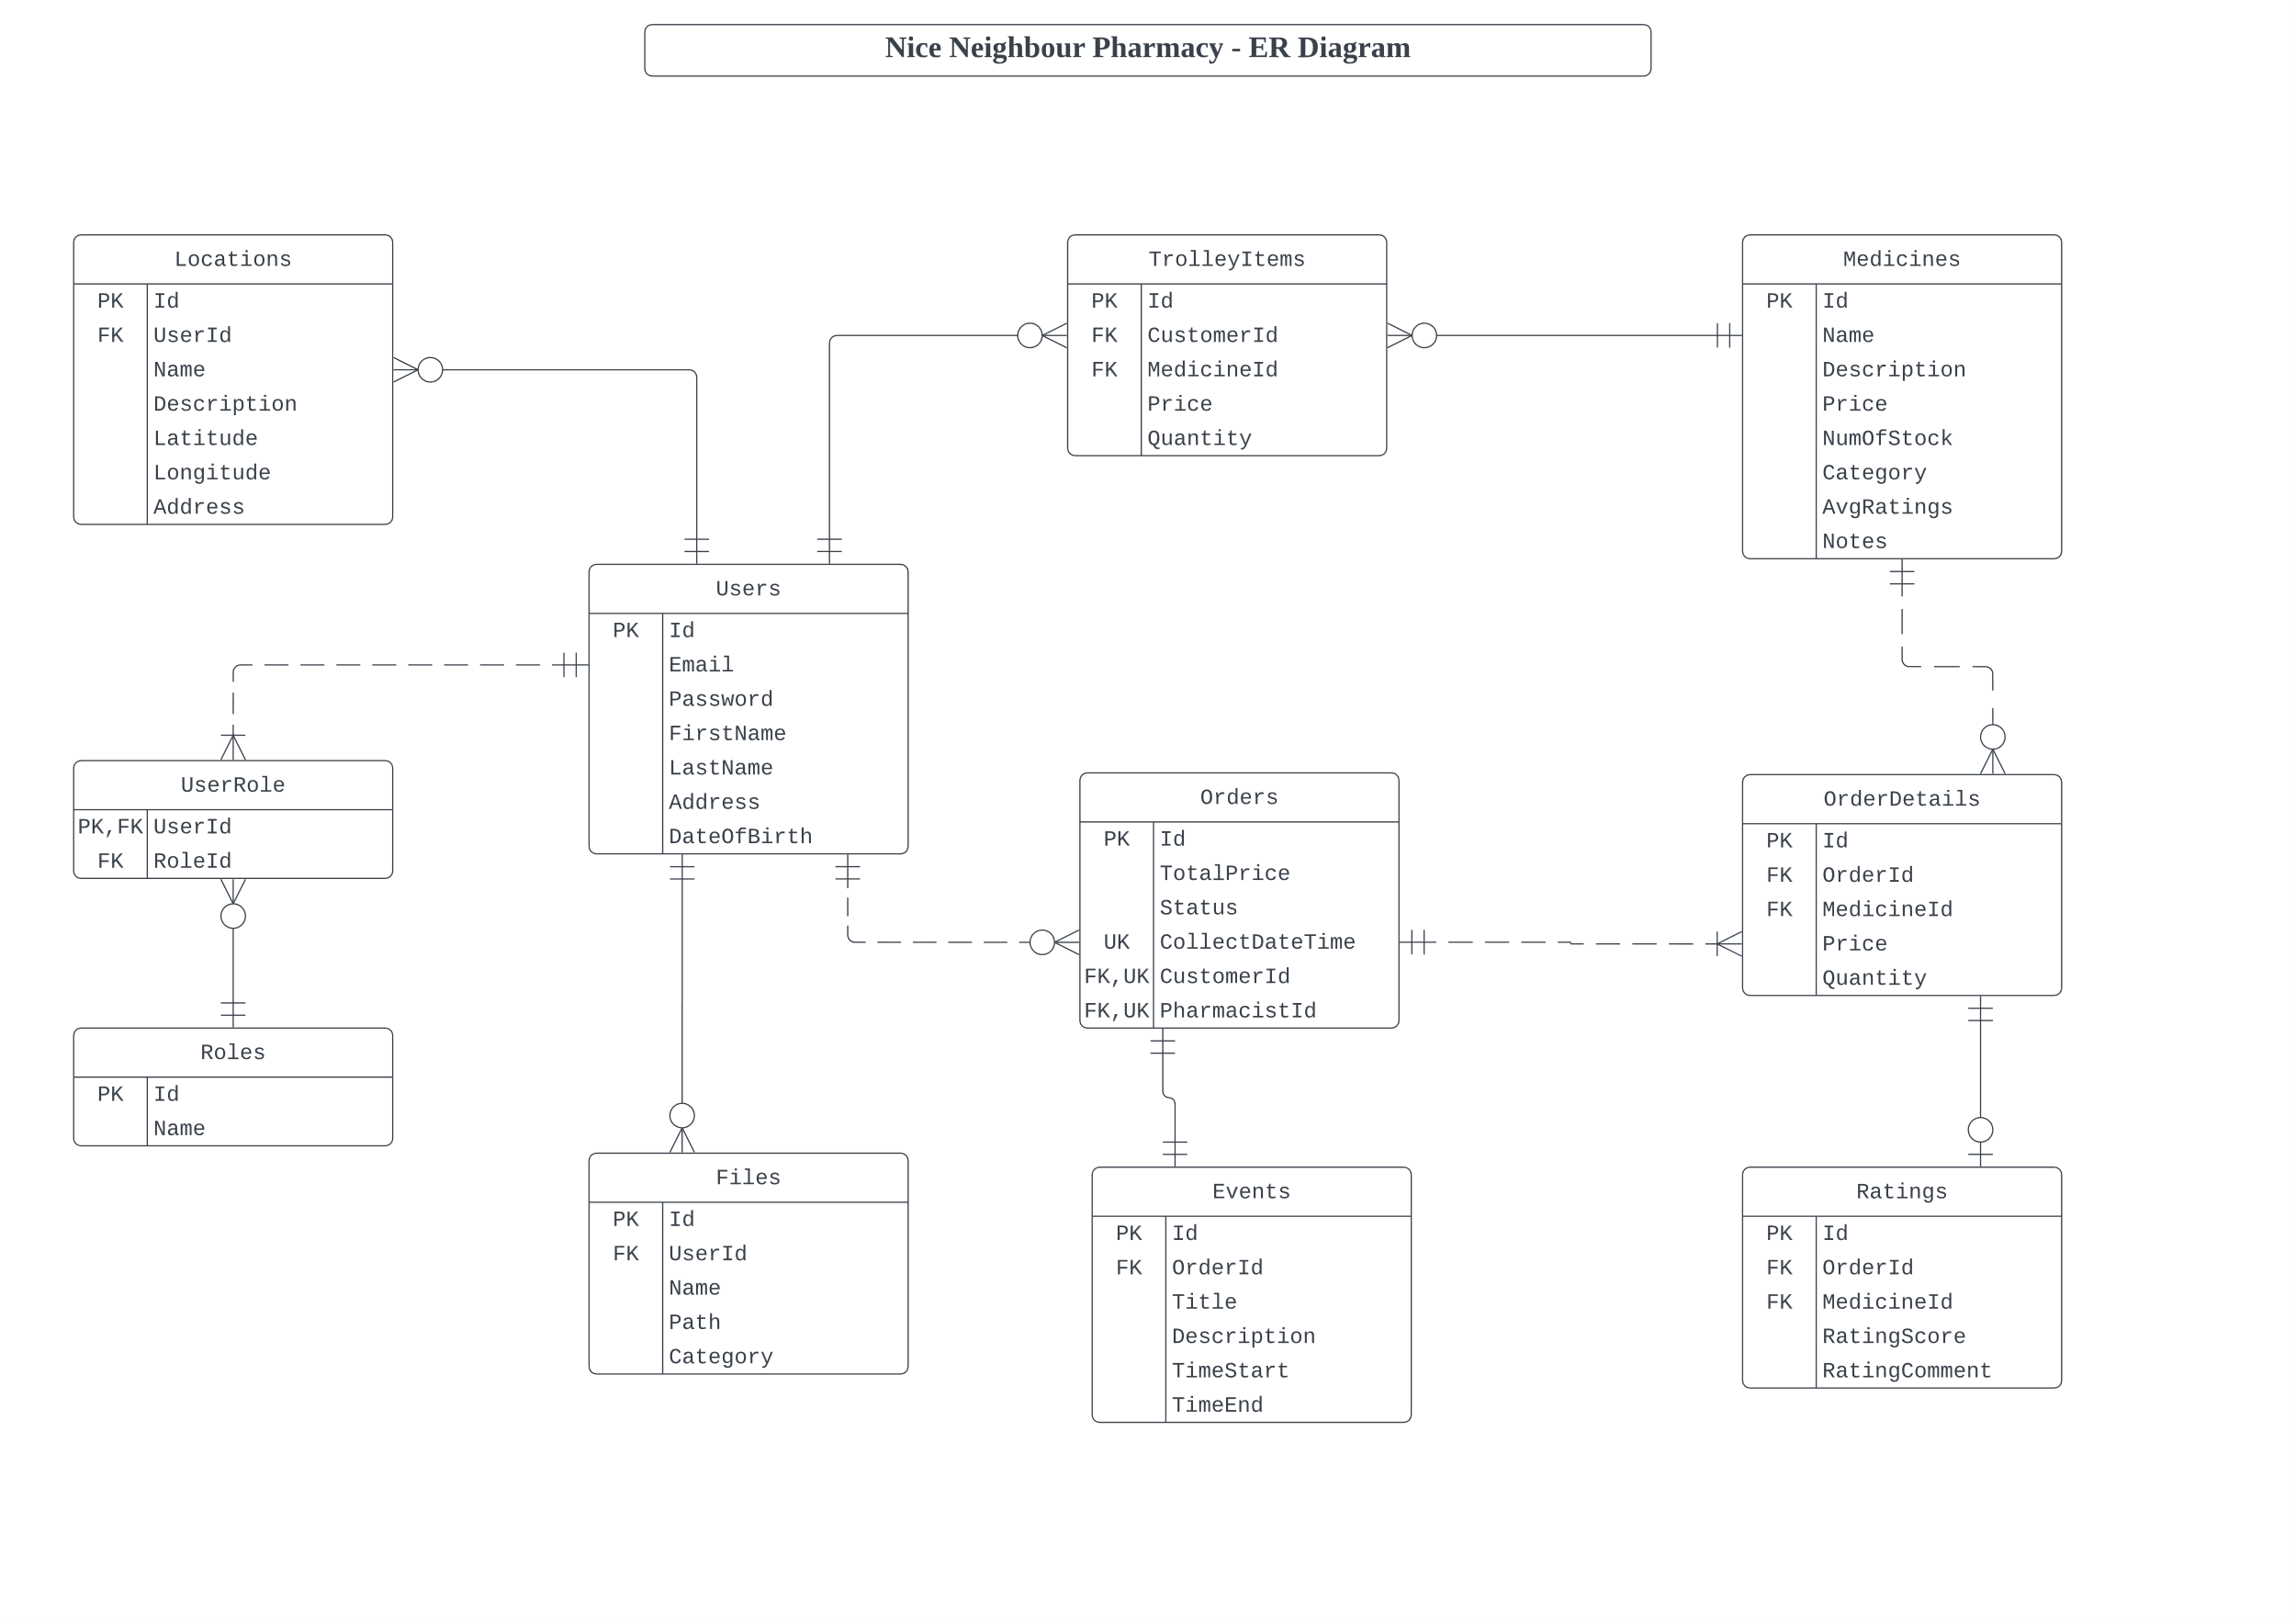 Nice Neighbour Pharmacy - ER Diagram
Locations
PK Id
FK UserId
Name
Description
Latitude
Longitude
Address
TrolleyItems
PK Id
FK CustomerId
FK MedicineId
Price
Quantity
Medicines
PK Id
Name
Description
Price
NumOfStock
Category
AvgRatings
Notes
Users
PK Id
Email
Password
FirstName
LastName
Address
DateOfBirth
UserRole
PK,FK UserId
FK RoleId
Orders
PK Id
TotalPrice
Status
UK CollectDateTime
FK,UK CustomerId
FK,UK PharmacistId
OrderDetails
PK Id
FK OrderId
FK MedicineId
Price
Quantity
Roles
PK Id
Name
Files
PK Id
FK UserId
Name
Path
Category
Events
PK Id
FK OrderId
Title
Description
TimeStart
TimeEnd
Ratings
PK Id
FK OrderId
FK MedicineId
RatingScore
RatingComment